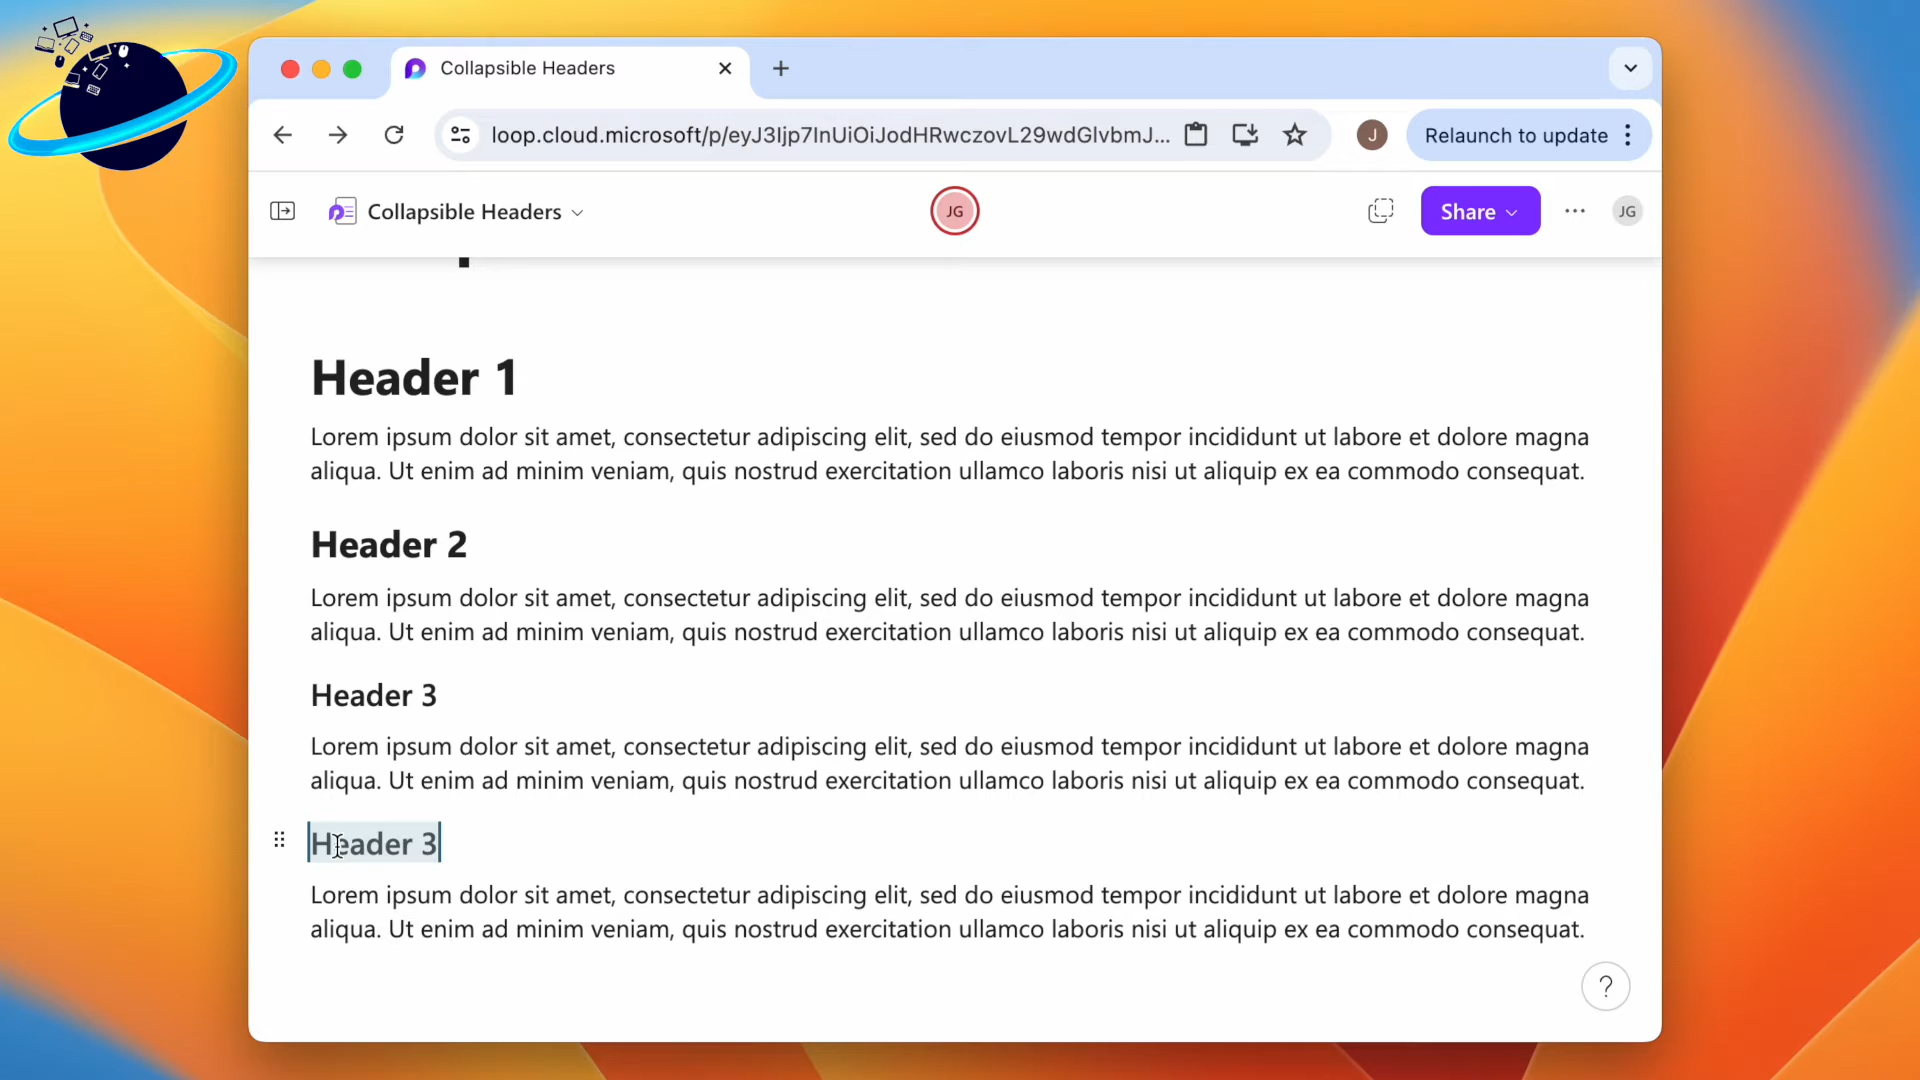 Collapsible Headers
loop.cloud.microsoft/p/eyJ3Ijp7InUiOiJodHRwczovL29wdGlvbmJ...
J
Relaunch to update
Collapsible Headers
JG
Share
JG
Header 1
Lorem ipsum dolor sit amet, consectetur adipiscing elit, sed do eiusmod tempor incididunt ut labore et dolore magna
aliqua. Ut enim ad minim veniam, quis nostrud exercitation ullamco laboris nisi ut aliquip ex ea commodo consequat.
Header 2
Lorem ipsum dolor sit amet, consectetur adipiscing elit, sed do eiusmod tempor incididunt ut labore et dolore magna
aliqua. Ut enim ad minim veniam, quis nostrud exercitation ullamco laboris nisi ut aliquip ex ea commodo consequat.
Header 3
Lorem ipsum dolor sit amet, consectetur adipiscing elit, sed do eiusmod tempor incididunt ut labore et dolore magna
aliqua. Ut enim ad minim veniam, quis nostrud exercitation ullamco laboris nisi ut aliquip ex ea commodo consequat.
Header 3
Lorem ipsum dolor sit amet, consectetur adipiscing elit, sed do eiusmod tempor incididunt ut labore et dolore magna
aliqua. Ut enim ad minim veniam, quis nostrud exercitation ullamco laboris nisi ut aliquip ex ea commodo consequat.
?